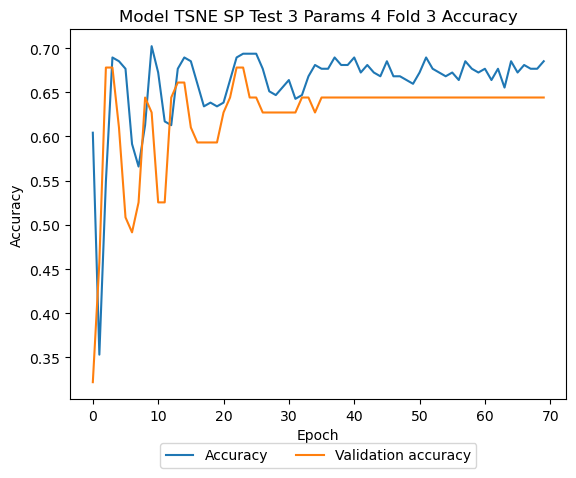 Model TSNE SP Test 3 Params 4 Fold 3 Accuracy
0.70
0.65
0.60
0.55
0.50
0.45
0.40
0.35
Accuracy
0 10 20 30 40 50 60 70
Epoch
Accuracy Validation accuracy